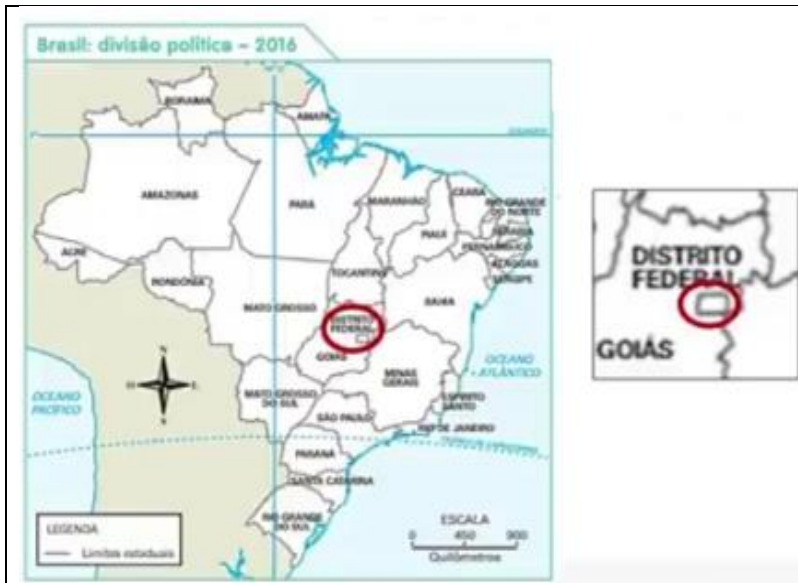 Brasil: divisão política – 2016
RORAIMA
AMAPÁ
AMAZONAS
PARÁ
MARANHÃO
CEARÁ
RIO GRANDE
DO NORTE
PARAÍBA
PIAUÍ
PERNAMBUCO
ALAGOAS
SERGIPE
ACRE
RONDÔNIA
TOCANTINS
MATO GROSSO
BAHIA
DISTRITO
FEDERAL
GOIÁS
MINAS
GERAIS
OCEANO
ATLÂNTICO
OCEANO
PACÍFICO
MATO GROSSO
DO SUL
ESPÍRITO
SANTO
SÃO PAULO
RIO DE JANEIRO
PARANÁ
SANTA CATARINA
RIO GRANDE
DO SUL
N
LEGENDA
Limites estaduais
ESCALA
0 450 900
Quilômetros
DISTRITO
FEDERAL
GOIÁS